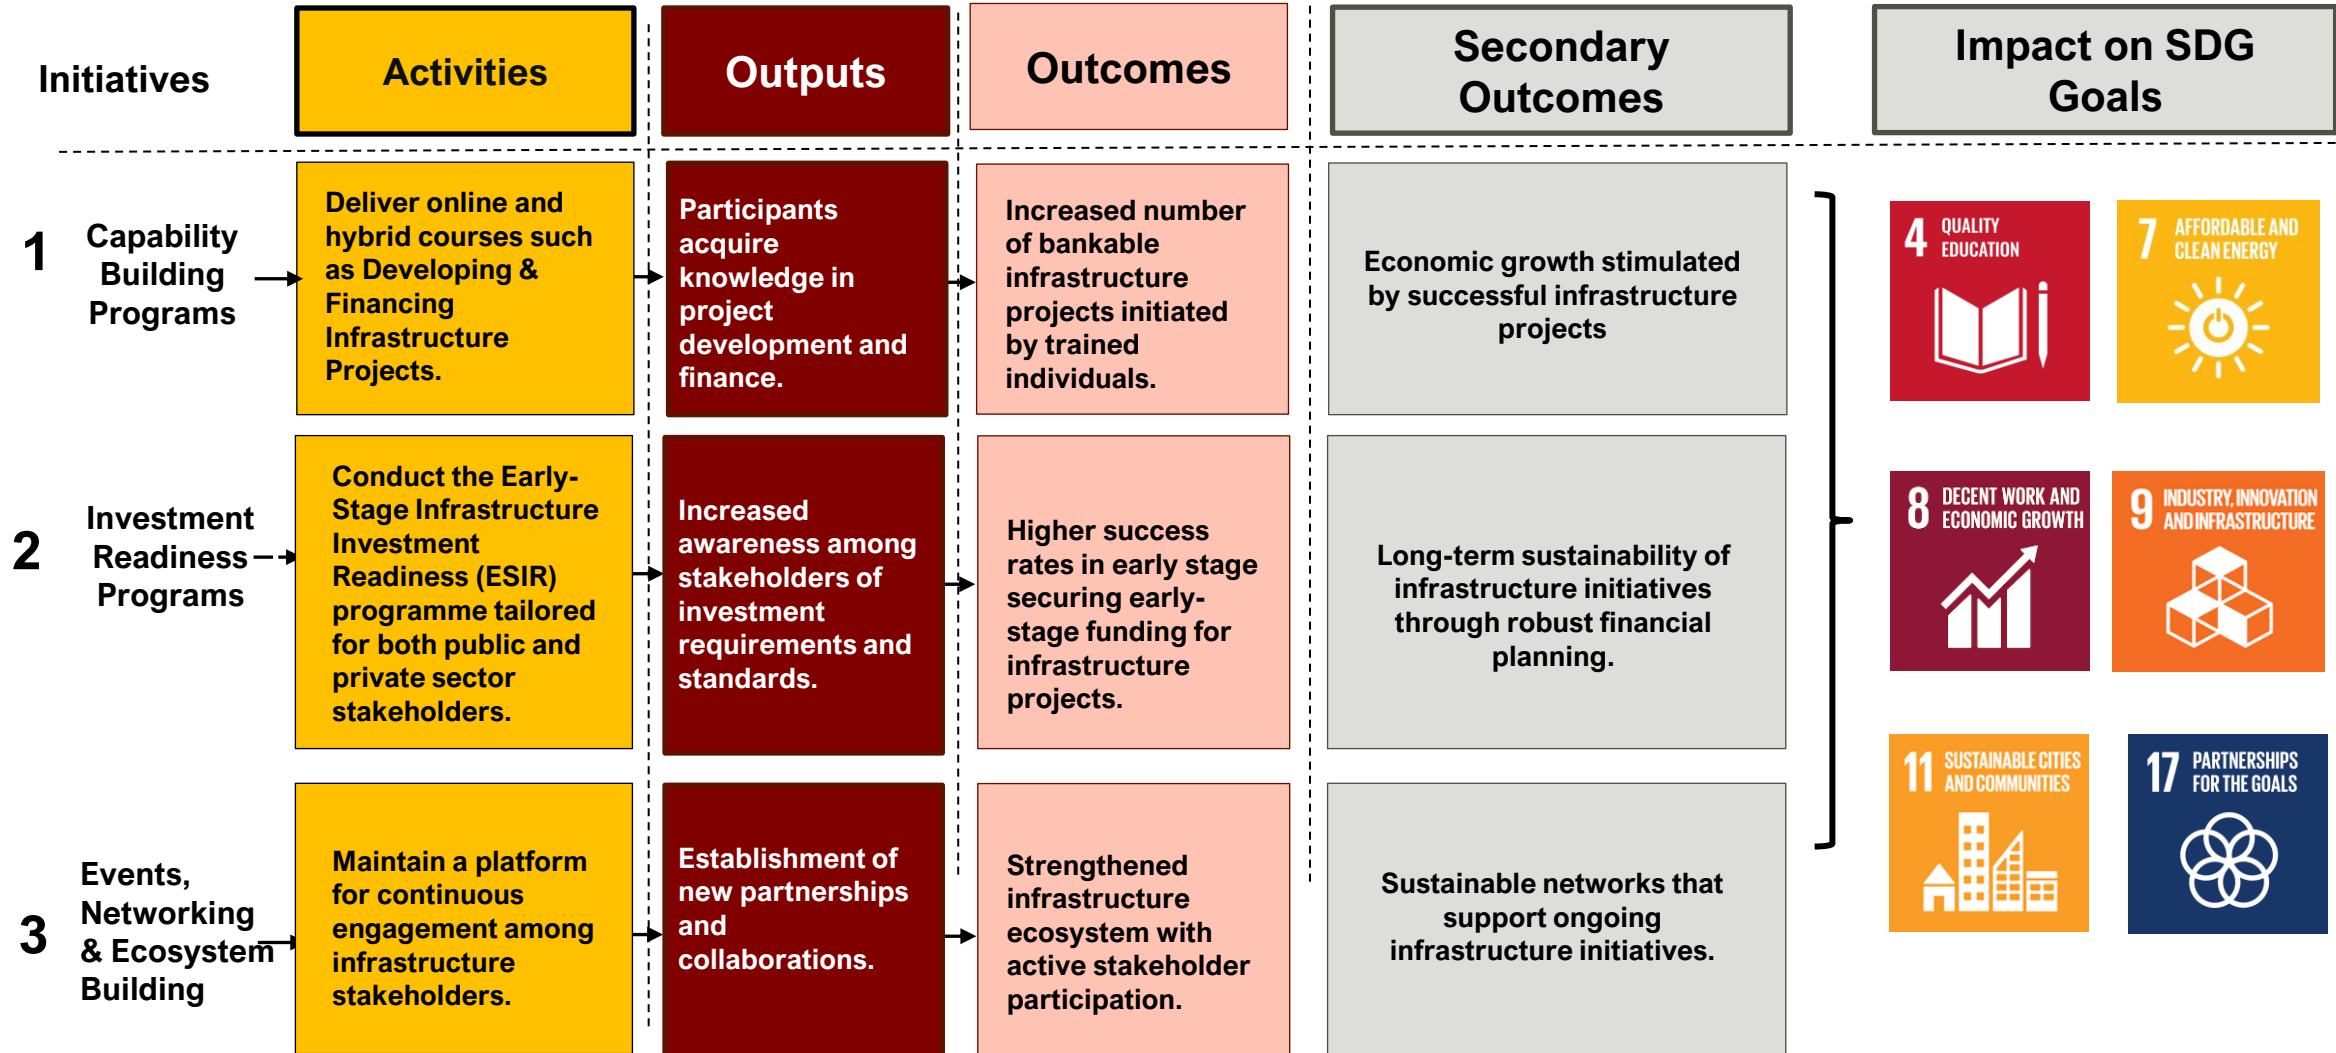 Initiatives
Activities
Outputs
Outcomes
Secondary
Outcomes
Impact on SDG
Goals
1
Capability
Building
Programs
Deliver online and
hybrid courses such
as Developing &
Financing
Infrastructure
Projects.
Participants
acquire
knowledge in
project
development and
finance.
Increased number
of bankable
infrastructure
projects initiated
by trained
individuals.
Economic growth stimulated
by successful infrastructure
projects
4 QUALITY
EDUCATION
7 AFFORDABLE AND
CLEAN ENERGY
2
Investment
Readiness
Programs
Conduct the Early-
Stage Infrastructure
Investment
Readiness (ESIR)
programme tailored
for both public and
private sector
stakeholders.
Increased
awareness among
stakeholders of
investment
requirements and
standards.
Higher success
rates in early stage
securing early-
stage funding for
infrastructure
projects.
Long-term sustainability of
infrastructure initiatives
through robust financial
planning.
8 DECENT WORK AND
ECONOMIC GROWTH
9 INDUSTRY, INNOVATION
AND INFRASTRUCTURE
3
Events,
Networking
& Ecosystem
Building
Maintain a platform
for continuous
engagement among
infrastructure
stakeholders.
Establishment of
new partnerships
and
collaborations.
Strengthened
infrastructure
ecosystem with
active stakeholder
participation.
Sustainable networks that
support ongoing
infrastructure initiatives.
11 SUSTAINABLE CITIES
AND COMMUNITIES
17 PARTNERSHIPS
FOR THE GOALS